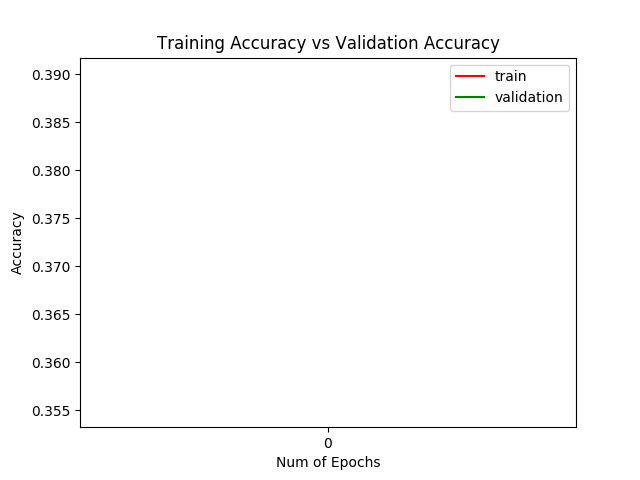 Training Accuracy vs Validation Accuracy
train
validation
0.390
0.385
0.380
0.375
0.370
0.365
0.360
0.355
Accuracy
0
Num of Epochs